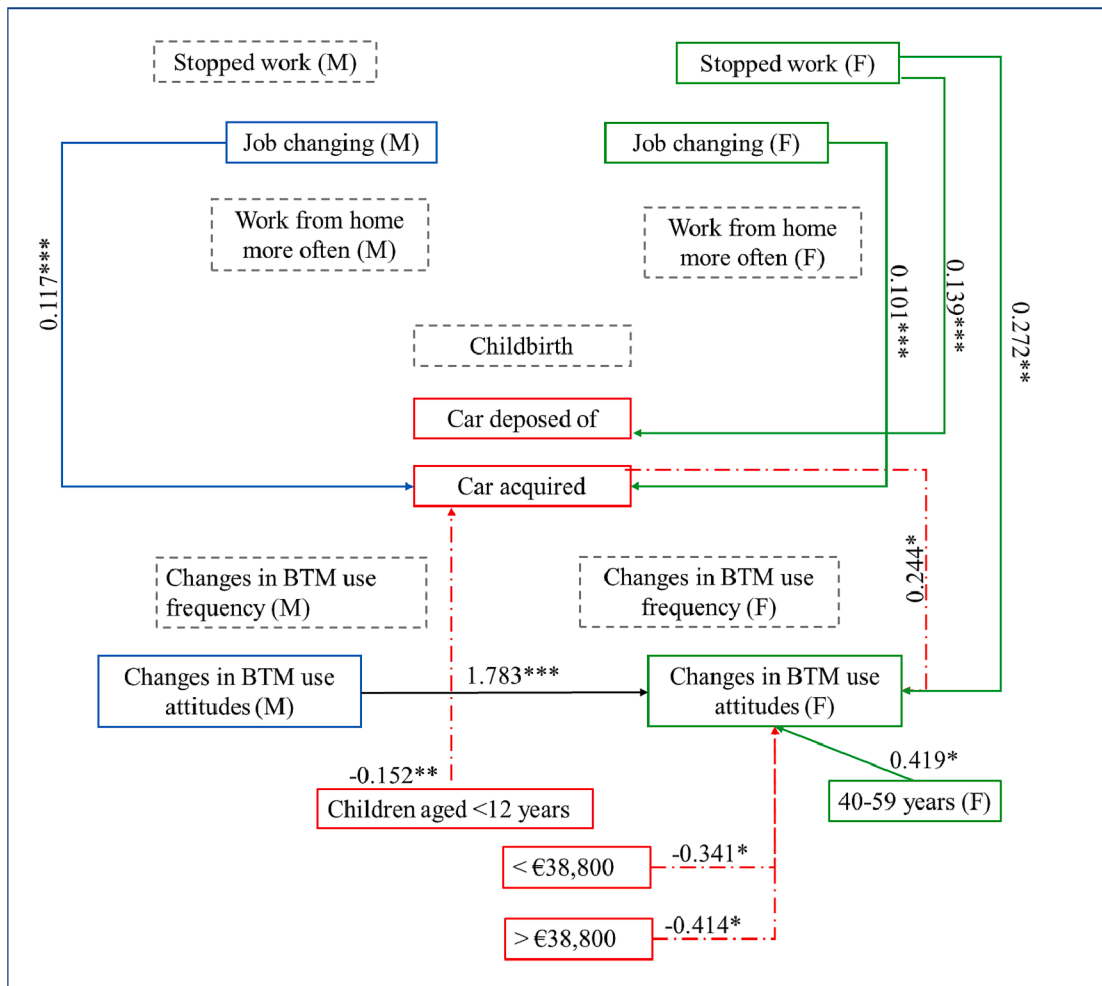 Stopped work (M)
Stopped work (F)
Job changing (M)
Job changing (F)
Work from home
more often (M)
Work from home
more often (F)
0.117***
0.101***
0.139***
0.272**
Childbirth
Car deposed of
Car acquired
0.244*
Changes in BTM use
frequency (M)
Changes in BTM use
frequency (F)
Changes in BTM use
attitudes (M)
1.783***
Changes in BTM use
attitudes (F)
-0.152**
Children aged <12 years
0.419*
40-59 years (F)
< €38,800
-0.341*
> €38,800
-0.414*